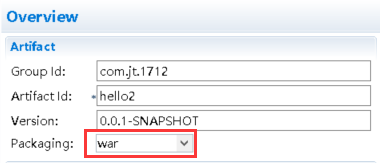 Overview
Artifact
Group Id: com.jt.1712
Artifact Id: hello2
Version: 0.0.1-SNAPSHOT
Packaging: war